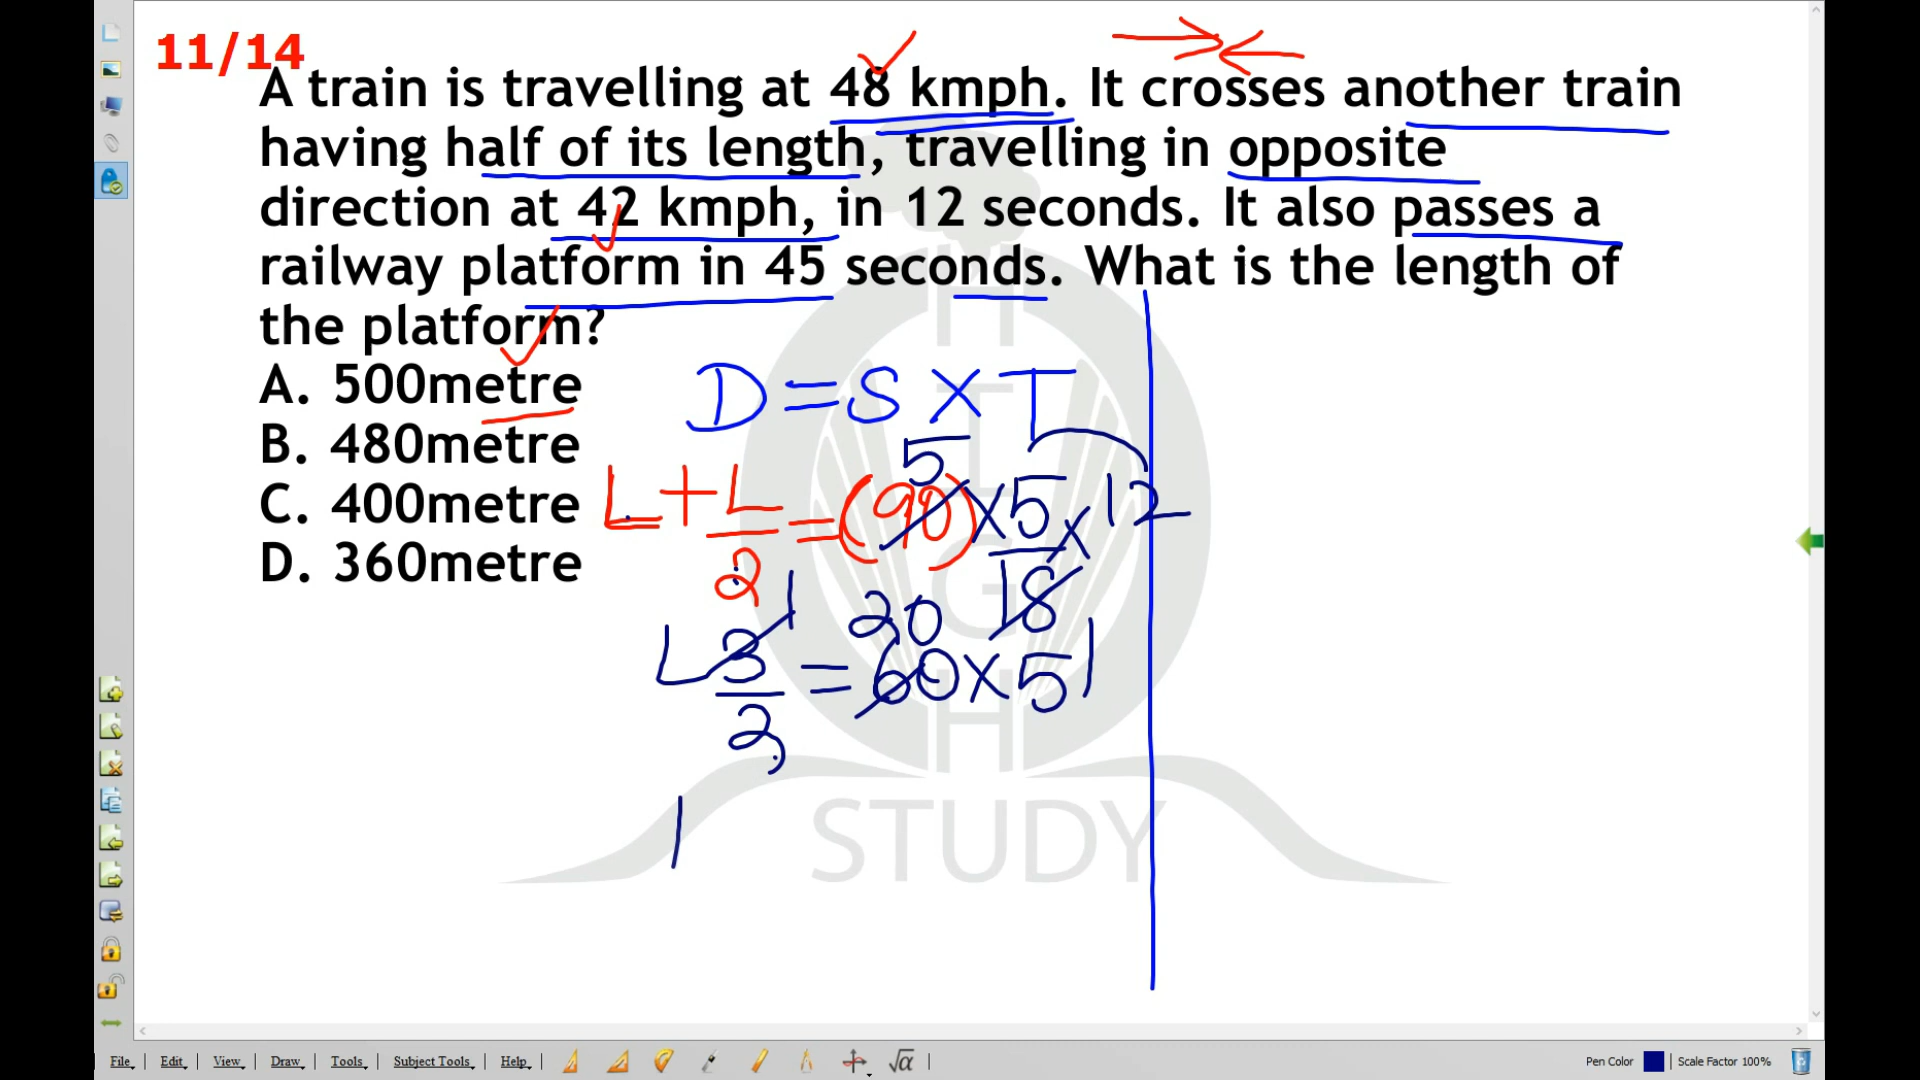 11/14
A train is travelling at 48 kmph. It crosses another train
having half of its length, travelling in opposite
direction at 42 kmph, in 12 seconds. It also passes a
railway platform in 45 seconds. What is the length of
the platform?
A. 500metre
B. 480metre
C. 400metre
D. 360metre
D = S X T
5
L + L/2 = (90) X 5/18 X 12
1 20
L 3/2 = 60 X 5 1
STUDY
File Edit View Draw Tools Subject Tools Help Pen Color Scale Factor 100%